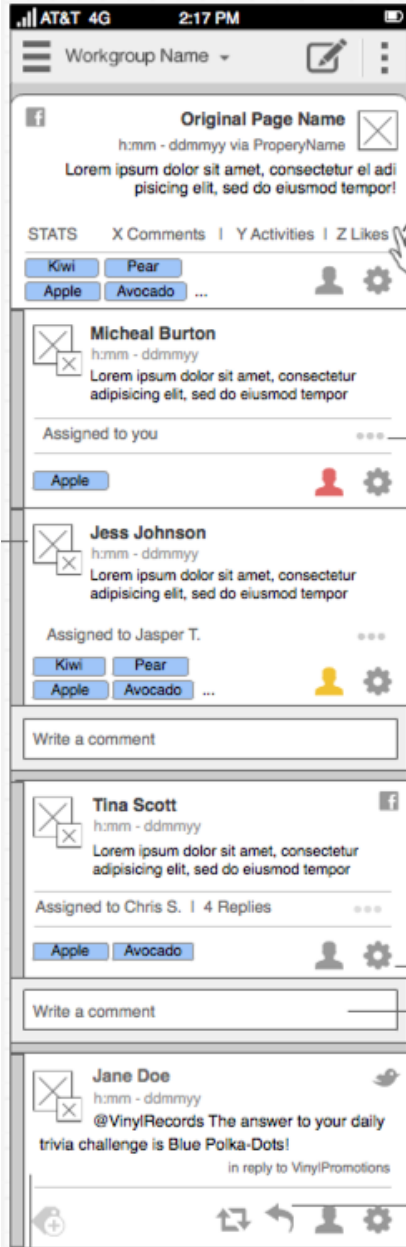 AT&T 4G 2:17 PM
Workgroup Name
Original Page Name
h:mm - ddmmyy via ProperyName
Lorem ipsum dolor sit amet, consectetur el adi
pisicing elit, sed do eiusmod tempor!
STATS X Comments | Y Activities | Z Likes
Kiwi Pear
Apple Avocado ...
Micheal Burton
h:mm - ddmmyy
Lorem ipsum dolor sit amet, consectetur
adipisicing elit, sed do eiusmod tempor
Assigned to you
Apple
Jess Johnson
h:mm - ddmmyy
Lorem ipsum dolor sit amet, consectetur
adipisicing elit, sed do eiusmod tempor
Assigned to Jasper T.
Kiwi Pear
Apple Avocado ...
Write a comment
Tina Scott
h:mm - ddmmyy
Lorem ipsum dolor sit amet, consectetur
adipisicing elit, sed do eiusmod tempor
Assigned to Chris S. | 4 Replies
Apple Avocado
Write a comment
Jane Doe
h:mm - ddmmyy
@VinylRecords The answer to your daily
trivia challenge is Blue Polka-Dots!
in reply to VinylPromotions